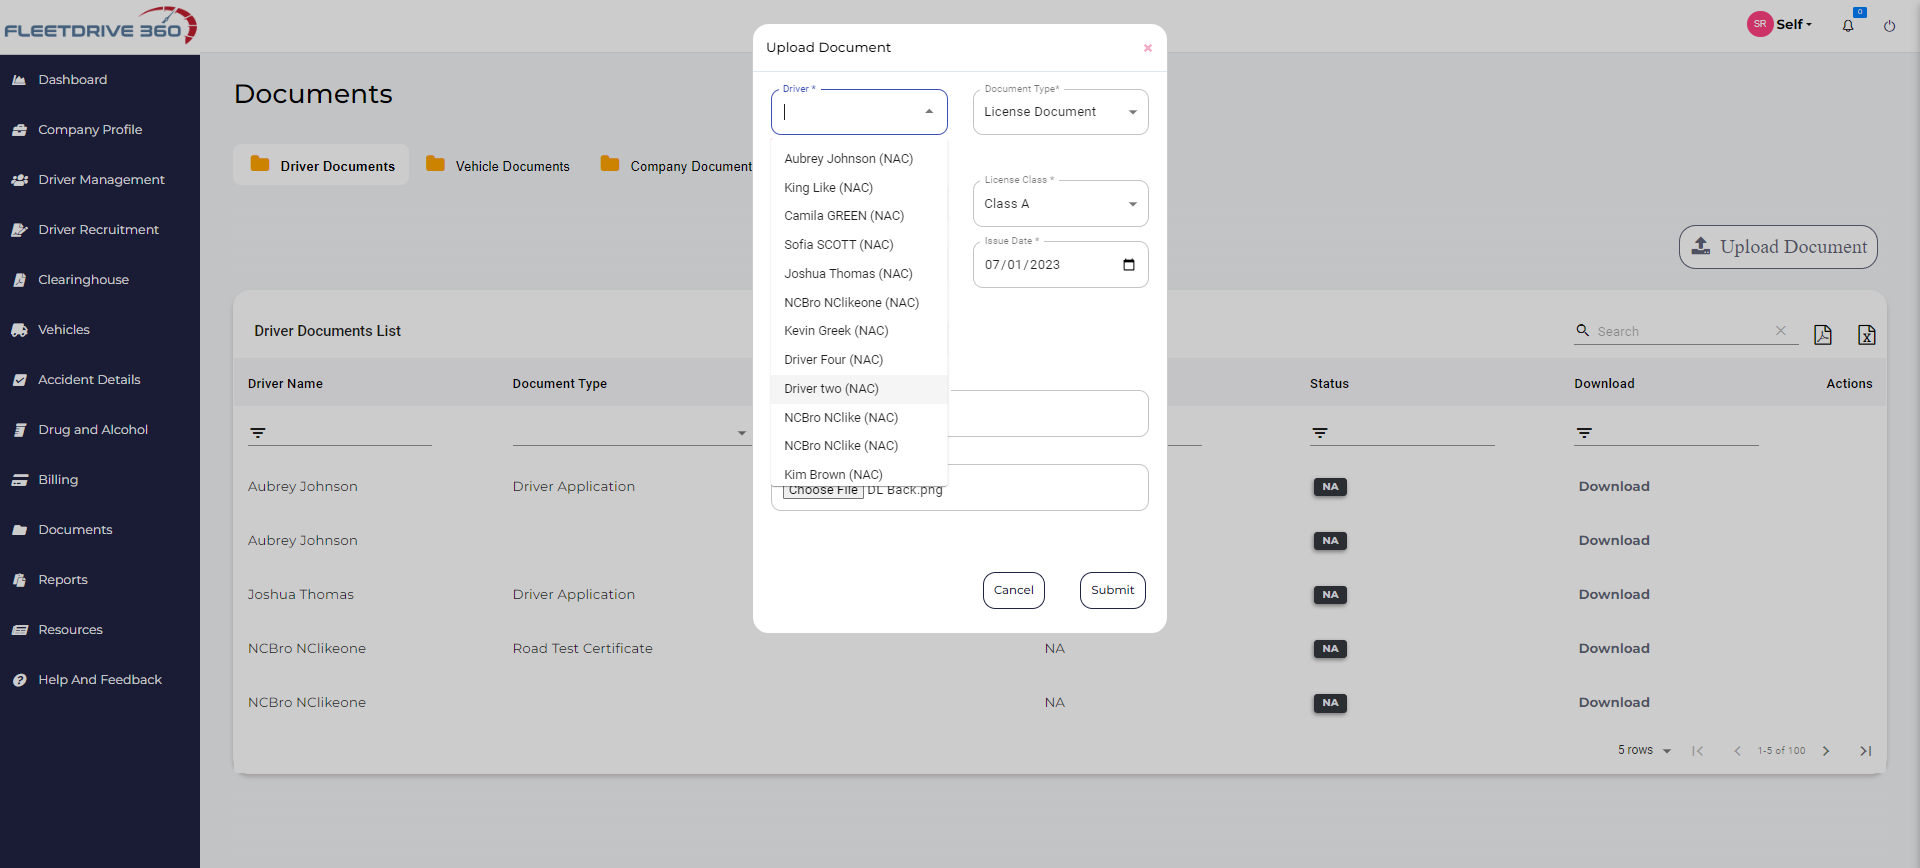 FLEETDRIVE 360
SR Self
0
Dashboard
Company Profile
Driver Management
Driver Recruitment
Clearinghouse
Vehicles
Accident Details
Drug and Alcohol
Billing
Documents
Reports
Resources
Help And Feedback
Documents
Driver Documents
Vehicle Documents
Company Document
Upload Document
Driver Documents List
Search
Driver Name
Document Type
Status
Download
Actions
Aubrey Johnson Driver Application NA Download
Aubrey Johnson NA Download
Joshua Thomas Driver Application NA Download
NCBro NClikeone Road Test Certificate NA NA Download
NCBro NClikeone NA NA Download
5 rows
1-5 of 100
Upload Document
Driver *
Document Type*
License Document
Aubrey Johnson (NAC)
King Like (NAC)
Camila GREEN (NAC)
Sofia SCOTT (NAC)
Joshua Thomas (NAC)
NCBro NClikeone (NAC)
Kevin Greek (NAC)
Driver Four (NAC)
Driver two (NAC)
NCBro NClike (NAC)
NCBro NClike (NAC)
Kim Brown (NAC)
License Class *
Class A
Issue Date *
07/01/2023
Choose File DL Back.png
Cancel
Submit